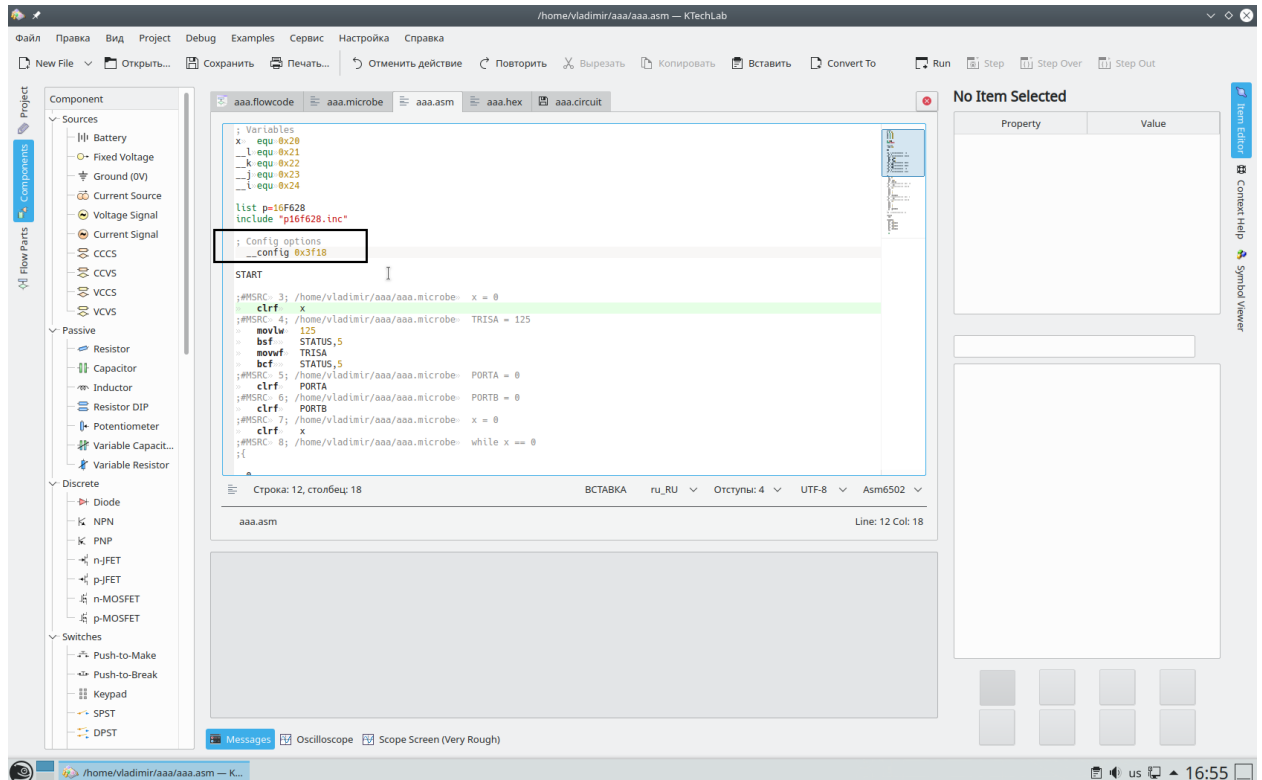 /home/vladimir/aaa/aaa.asm — KTechLab
Файл Правка Вид Project Debug Examples Сервис Настройка Справка
New File Открыть... Сохранить Печать... Отменить действие Повторить Вырезать Копировать Вставить Convert To Run Step Step Over Step Out
Project
Components
Flow Parts
Component
Sources
Battery
Fixed Voltage
Ground (0V)
Current Source
Voltage Signal
Current Signal
CCCS
CCVS
VCCS
VCVS
Passive
Resistor
Capacitor
Inductor
Resistor DIP
Potentiometer
Variable Capacit...
Variable Resistor
Discrete
Diode
NPN
PNP
n-JFET
p-JFET
n-MOSFET
p-MOSFET
Switches
Push-to-Make
Push-to-Break
Keypad
SPST
DPST
aaa.flowcode aaa.microbe aaa.asm aaa.hex aaa.circuit
; Variables
x equ 0x20
__l equ 0x21
__k equ 0x22
__j equ 0x23
__i equ 0x24
list p=16F628
include "p16f628.inc"
; Config options
__config 0x3f18
START
;#MSRC» 3; /home/vladimir/aaa/aaa.microbe» x = 0
clrf» x
;#MSRC» 4; /home/vladimir/aaa/aaa.microbe» TRISA = 125
movlw» 125
bsf» STATUS,5
movwf» TRISA
bcf» STATUS,5
;#MSRC» 5; /home/vladimir/aaa/aaa.microbe» PORTA = 0
clrf» PORTA
;#MSRC» 6; /home/vladimir/aaa/aaa.microbe» PORTB = 0
clrf» PORTB
;#MSRC» 7; /home/vladimir/aaa/aaa.microbe» x = 0
clrf» x
;#MSRC» 8; /home/vladimir/aaa/aaa.microbe» while x == 0
;{
Строка: 12, столбец: 18 ВСТАВКА ru_RU Отступы: 4 UTF-8 Asm6502
aaa.asm Line: 12 Col: 18
Messages Oscilloscope Scope Screen (Very Rough)
No Item Selected
Property Value
Item Editor
Context Help
Symbol Viewer
/home/vladimir/aaa/aaa.asm — K...
us 16:55